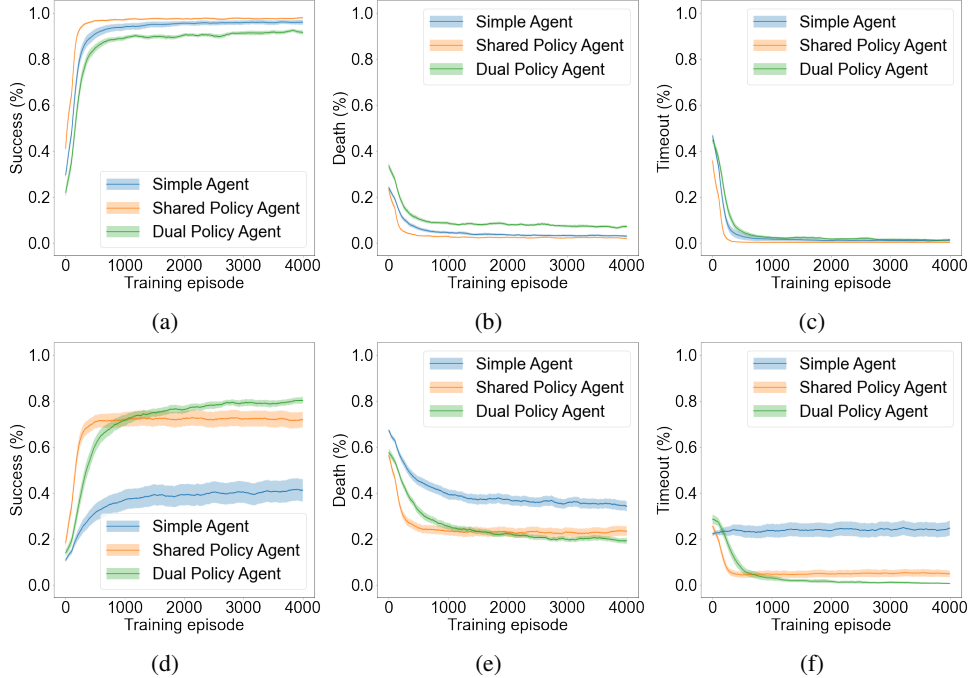 1.0
0.8
0.6
0.4
0.2
0.0
Success (%)
Simple Agent
Shared Policy Agent
Dual Policy Agent
0 1000 2000 3000 4000
Training episode
(a)
1.0
0.8
0.6
0.4
0.2
0.0
Death (%)
Simple Agent
Shared Policy Agent
Dual Policy Agent
0 1000 2000 3000 4000
Training episode
(b)
1.0
0.8
0.6
0.4
0.2
0.0
Timeout (%)
Simple Agent
Shared Policy Agent
Dual Policy Agent
0 1000 2000 3000 4000
Training episode
(c)
1.0
0.8
0.6
0.4
0.2
0.0
Success (%)
Simple Agent
Shared Policy Agent
Dual Policy Agent
0 1000 2000 3000 4000
Training episode
(d)
1.0
0.8
0.6
0.4
0.2
0.0
Death (%)
Simple Agent
Shared Policy Agent
Dual Policy Agent
0 1000 2000 3000 4000
Training episode
(e)
1.0
0.8
0.6
0.4
0.2
0.0
Timeout (%)
Simple Agent
Shared Policy Agent
Dual Policy Agent
0 1000 2000 3000 4000
Training episode
(f)